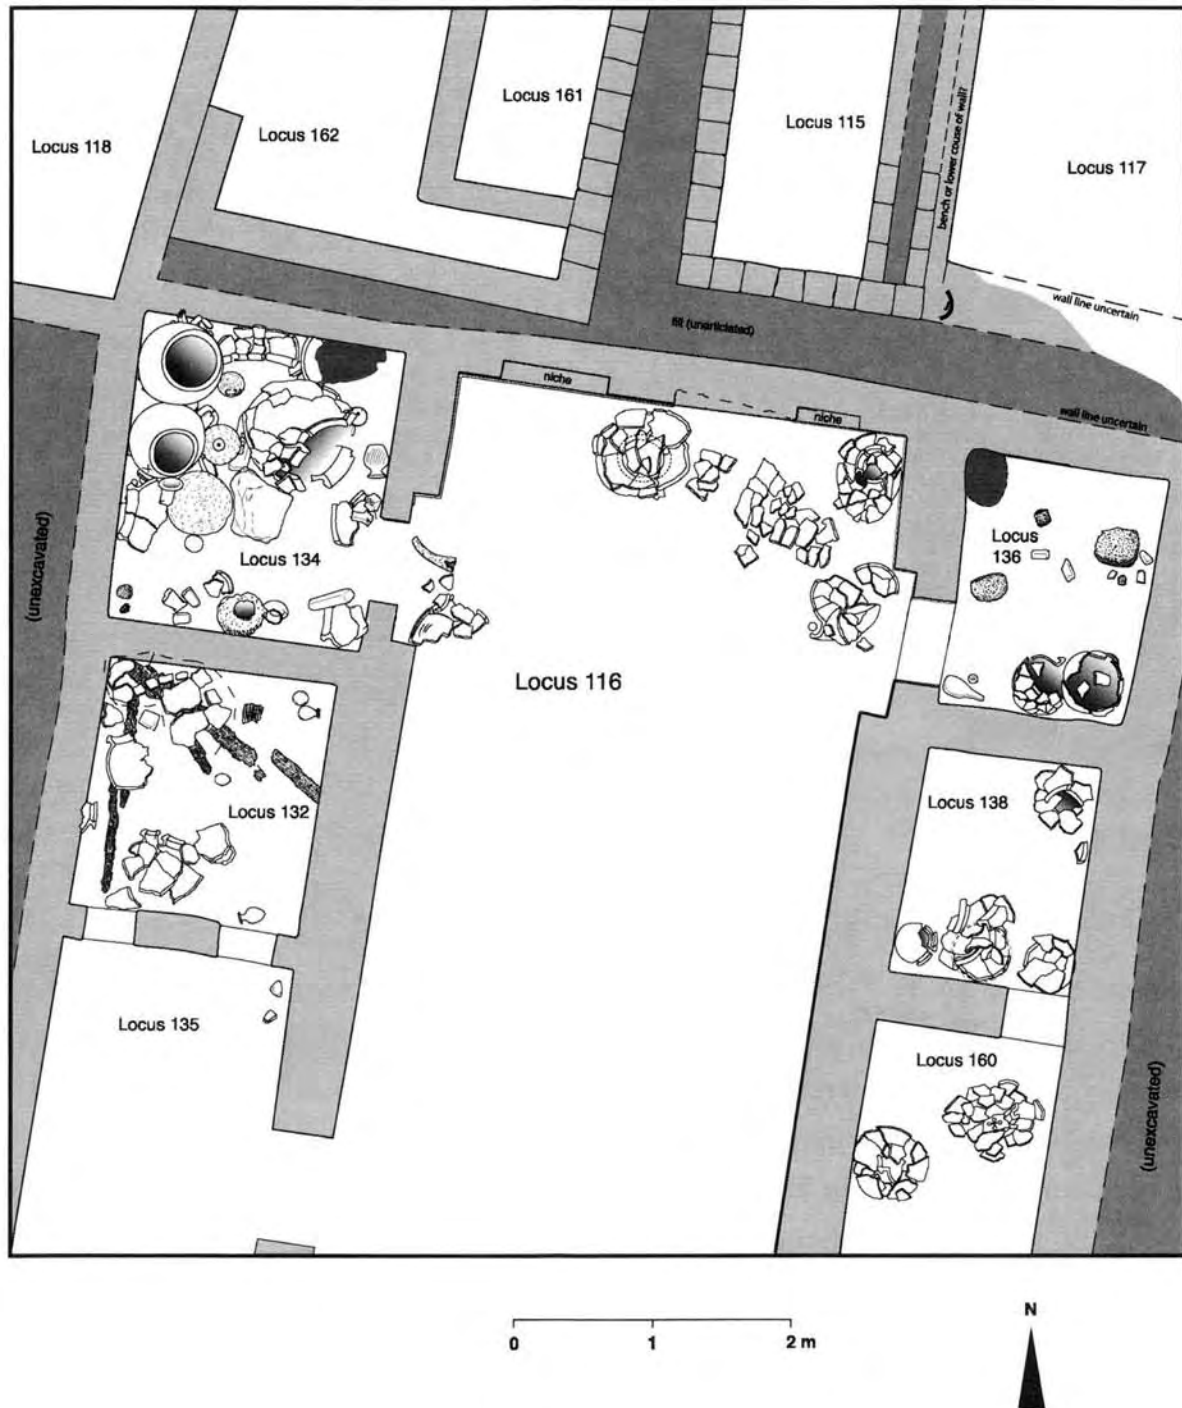 Locus 118
Locus 162
Locus 161
Locus 115
Locus 117
bench or lower couse of wall?
wall line uncertain
fill (unarticlated)
wall line uncertain
niche
niche
(unexcavated)
Locus 134
Locus
136
Locus 116
Locus 132
Locus 138
Locus 135
Locus 160
(unexcavated)
0 1 2 m
N